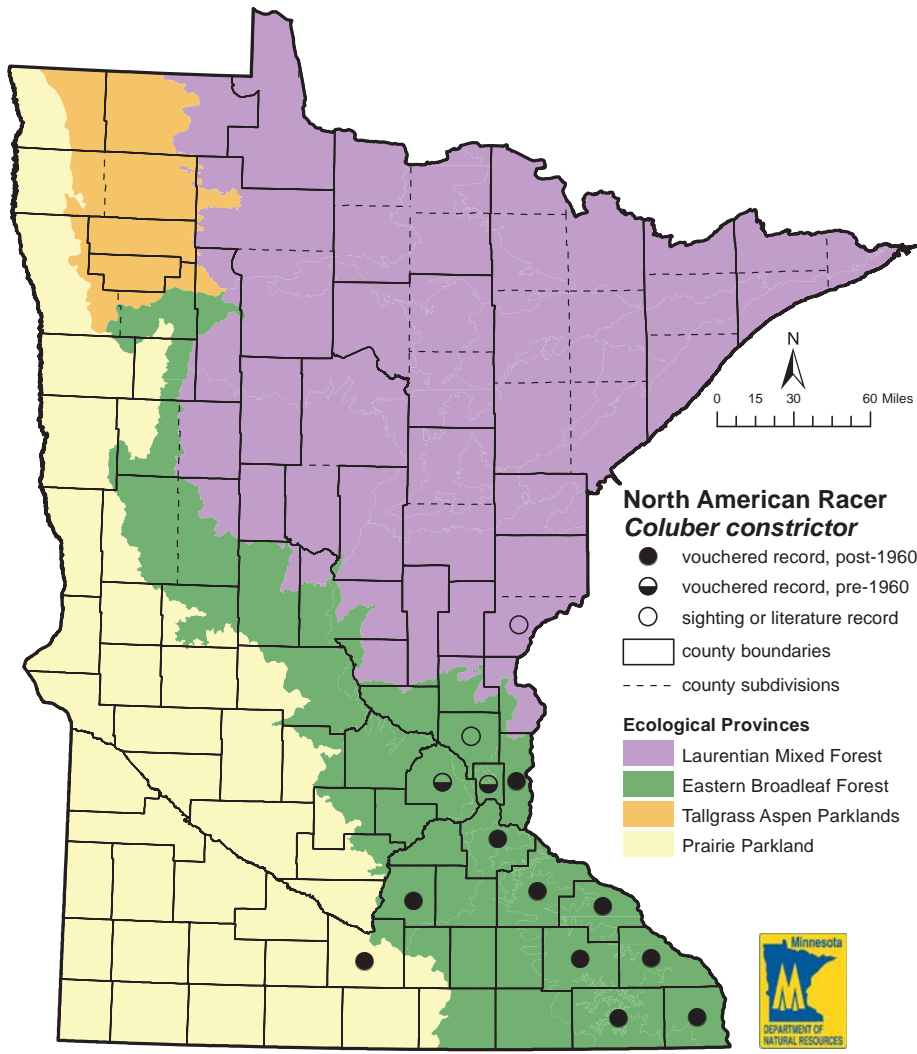 N
0 15 30 60 Miles
North American Racer
Coluber constrictor
vouchered record, post-1960
vouchered record, pre-1960
sighting or literature record
county boundaries
county subdivisions
Ecological Provinces
Laurentian Mixed Forest
Eastern Broadleaf Forest
Tallgrass Aspen Parklands
Prairie Parkland
Minnesota
M
DEPARTMENT OF
NATURAL RESOURCES